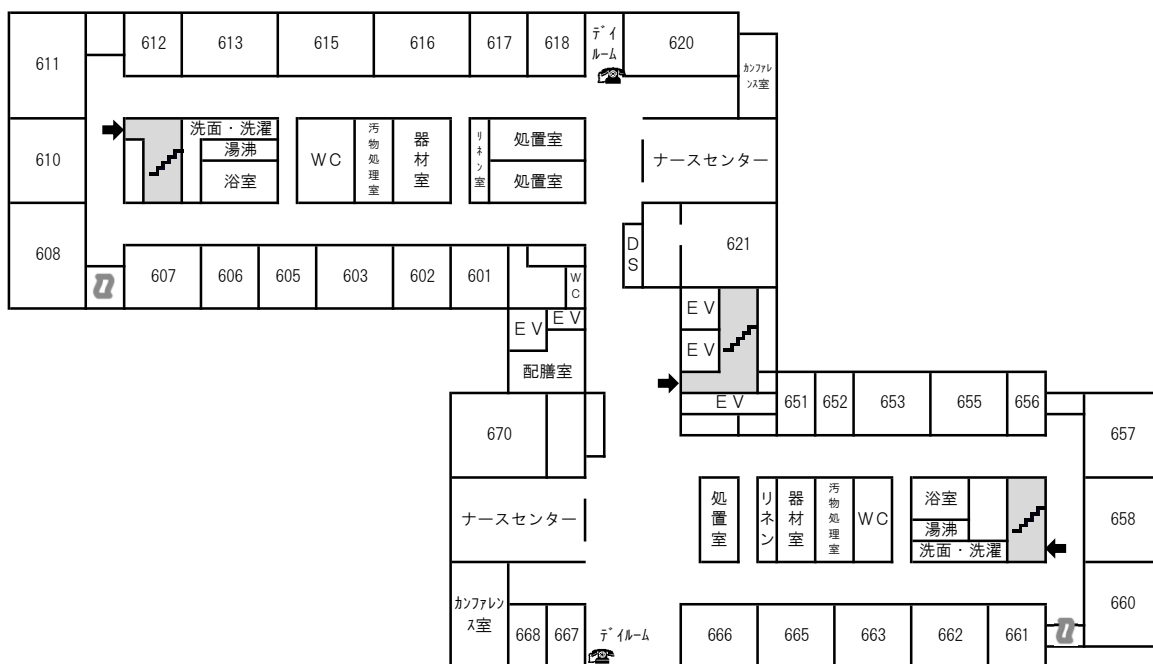 611
612
613
615
616
617
618
ﾃﾞｲ
ﾙｰﾑ
620
ｶﾝﾌｧﾚ
ﾝｽ室
610
洗面・洗濯
湯沸
浴室
ＷＣ
汚物処理室
器材室
ﾘﾈﾝ室
処置室
処置室
ナースセンター
608
607
606
605
603
602
601
WC
DS
621
ＥＶ
ＥＶ
ＥＶ
ＥＶ
配膳室
ＥＶ
651
652
653
655
656
657
670
ナースセンター
処置室
リネン
器材室
汚物処理室
ＷＣ
浴室
湯沸
洗面・洗濯
658
660
ｶﾝﾌｧﾚﾝ
ｽ室
668
667
ﾃﾞｲﾙｰﾑ
666
665
663
662
661